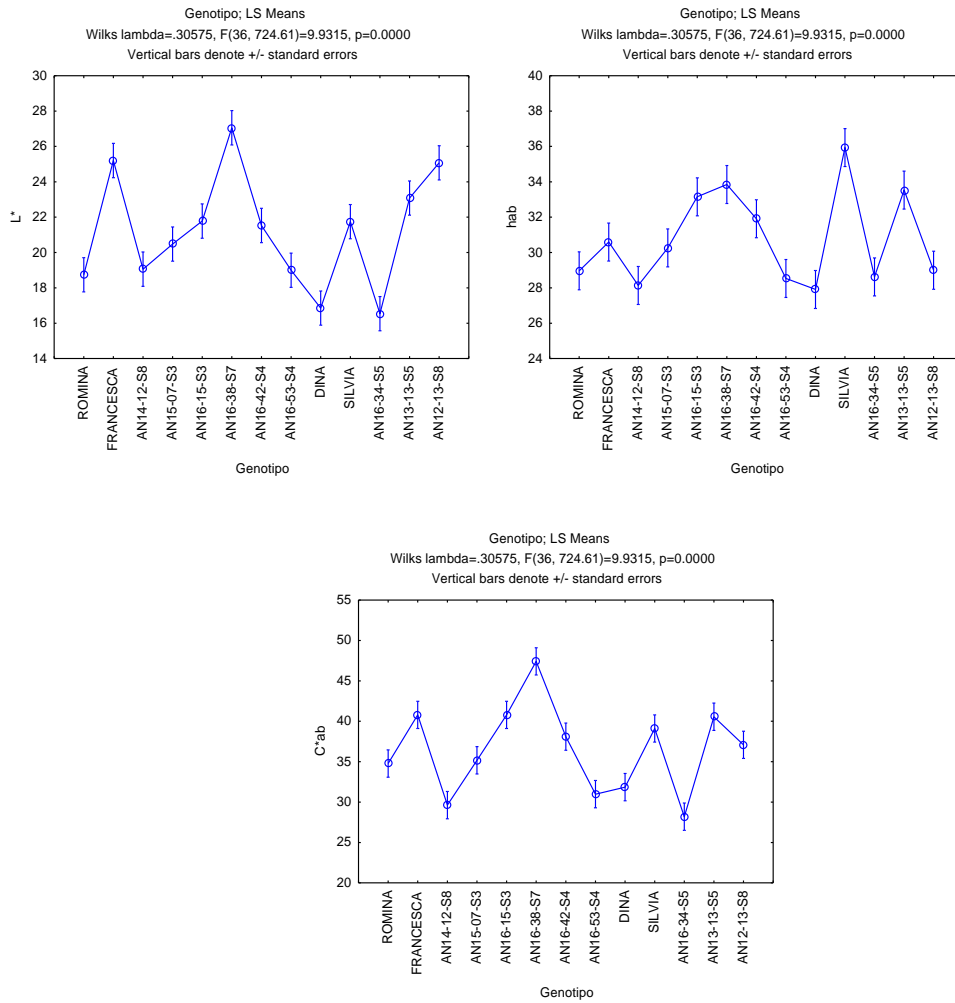 Genotipo; LS Means
Wilks lambda=.30575, F(36, 724.61)=9.9315, p=0.0000
Vertical bars denote +/- standard errors
30
28
26
24
22
20
18
16
14
L*
ROMINA
FRANCESCA
AN14-12-S8
AN15-07-S3
AN16-15-S3
AN16-38-S7
AN16-42-S4
AN16-53-S4
DINA
SILVIA
AN16-34-S5
AN13-13-S5
AN12-13-S8
Genotipo
Genotipo; LS Means
Wilks lambda=.30575, F(36, 724.61)=9.9315, p=0.0000
Vertical bars denote +/- standard errors
38
36
34
32
30
28
26
24
hab
ROMINA
FRANCESCA
AN14-12-S8
AN15-07-S3
AN16-15-S3
AN16-38-S7
AN16-42-S4
AN16-53-S4
DINA
SILVIA
AN16-34-S5
AN13-13-S5
AN12-13-S8
Genotipo
Genotipo; LS Means
Wilks lambda=.30575, F(36, 724.61)=9.9315, p=0.0000
Vertical bars denote +/- standard errors
55
50
45
40
35
30
25
20
C*ab
ROMINA
FRANCESCA
AN14-12-S8
AN15-07-S3
AN16-15-S3
AN16-38-S7
AN16-42-S4
AN16-53-S4
DINA
SILVIA
AN16-34-S5
AN13-13-S5
AN12-13-S8
Genotipo